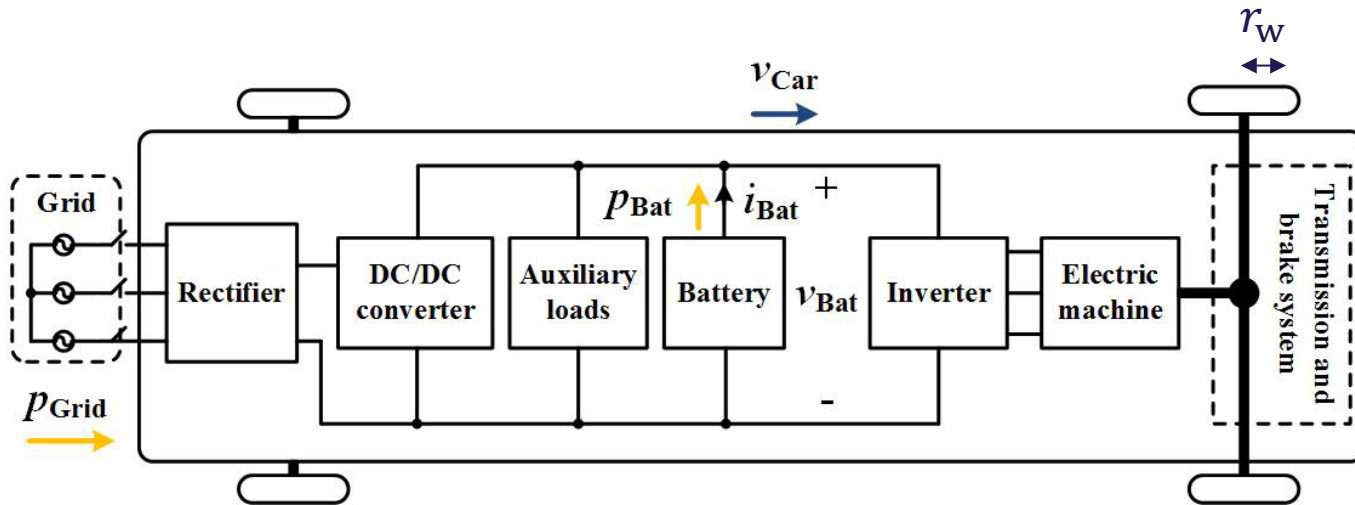 r_w
v_Car
Grid
p_Bat
i_Bat
+
Rectifier
DC/DC
converter
Auxiliary
loads
Battery
v_Bat
Inverter
Electric
machine
Transmission and
brake system
p_Grid
-